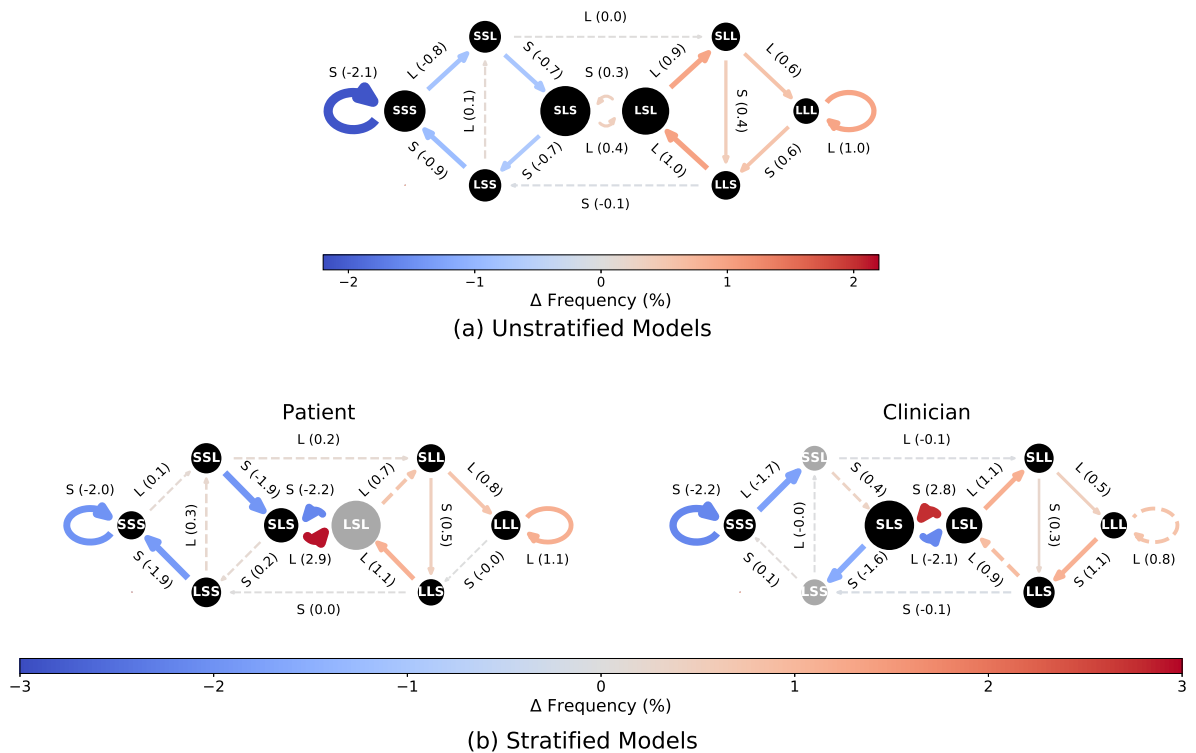 L (0.0)
SSL
SLL
L (-0.8)
S (-0.7)
L (0.9)
L (0.6)
S (-2.1)
S (0.3)
SSS
L (0.1)
SLS
LSL
S (0.4)
LLL
S (-0.9)
S (-0.7)
L (0.4)
L (1.0)
S (0.6)
L (1.0)
LSS
LLS
S (-0.1)
−2
−1
0
1
2
Δ Frequency (%)
(a) Unstratified Models
Patient
L (0.2)
SSL
SLL
L (0.1)
S (-1.9)
L (0.7)
L (0.8)
S (-2.0)
S (-2.2)
SSS
L (0.3)
SLS
LSL
S (0.5)
LLL
S (-1.9)
S (0.2)
L (2.9)
L (1.1)
S (-0.0)
L (1.1)
LSS
LLS
S (0.0)
Clinician
L (-0.1)
SSL
SLL
L (-1.7)
S (0.4)
L (1.1)
L (0.5)
S (-2.2)
S (2.8)
SSS
L (-0.0)
SLS
LSL
S (0.3)
LLL
S (0.1)
S (-1.6)
L (-2.1)
L (0.9)
S (1.1)
L (0.8)
LSS
LLS
S (-0.1)
−3
−2
−1
0
1
2
3
Δ Frequency (%)
(b) Stratified Models